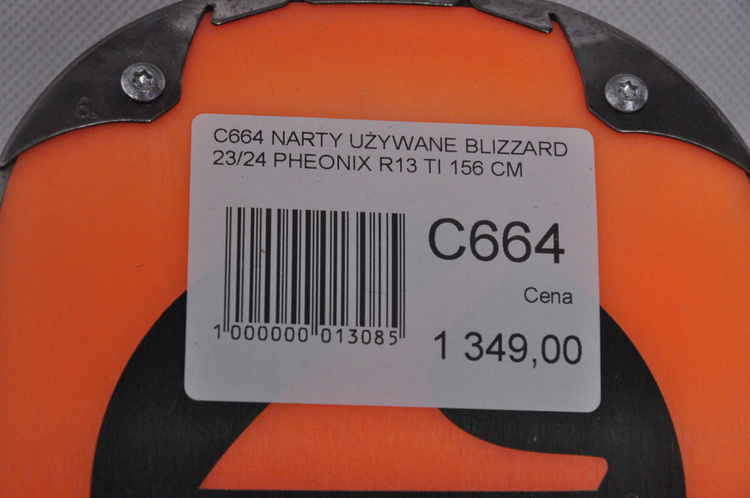 C664 NARTY UŻYWANE BLIZZARD
23/24 PHEONIX R13 TI 156 CM
C664
Cena
1 349,00
1 000000 013085
6.